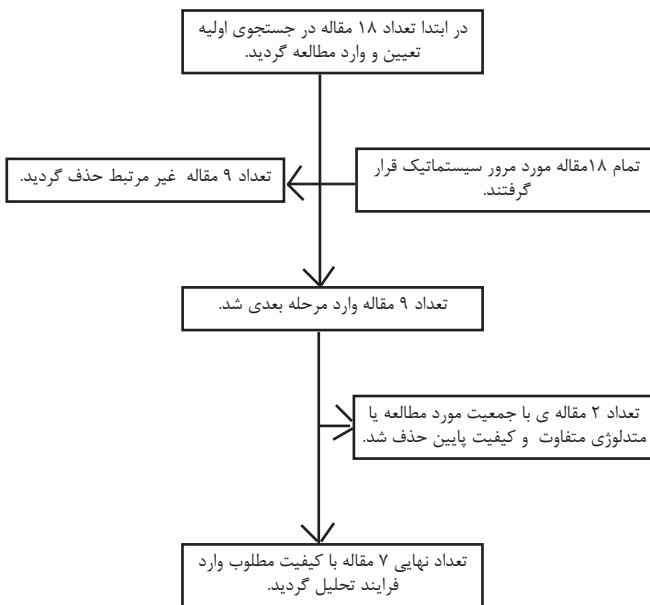 در ابتدا تعداد ۱۸ مقاله در جستجوی اولیه
تعیین و وارد مطالعه گردید.
تمام ۱۸مقاله مورد مرور سیستماتیک قرار
گرفتند.
تعداد ۹ مقاله غیر مرتبط حذف گردید.
تعداد ۹ مقاله وارد مرحله بعدی شد.
تعداد ۲ مقاله ی با جمعیت مورد مطالعه یا
متدلوژی متفاوت و کیفیت پایین حذف شد.
تعداد نهایی ۷ مقاله با کیفیت مطلوب وارد
فرایند تحلیل گردید.